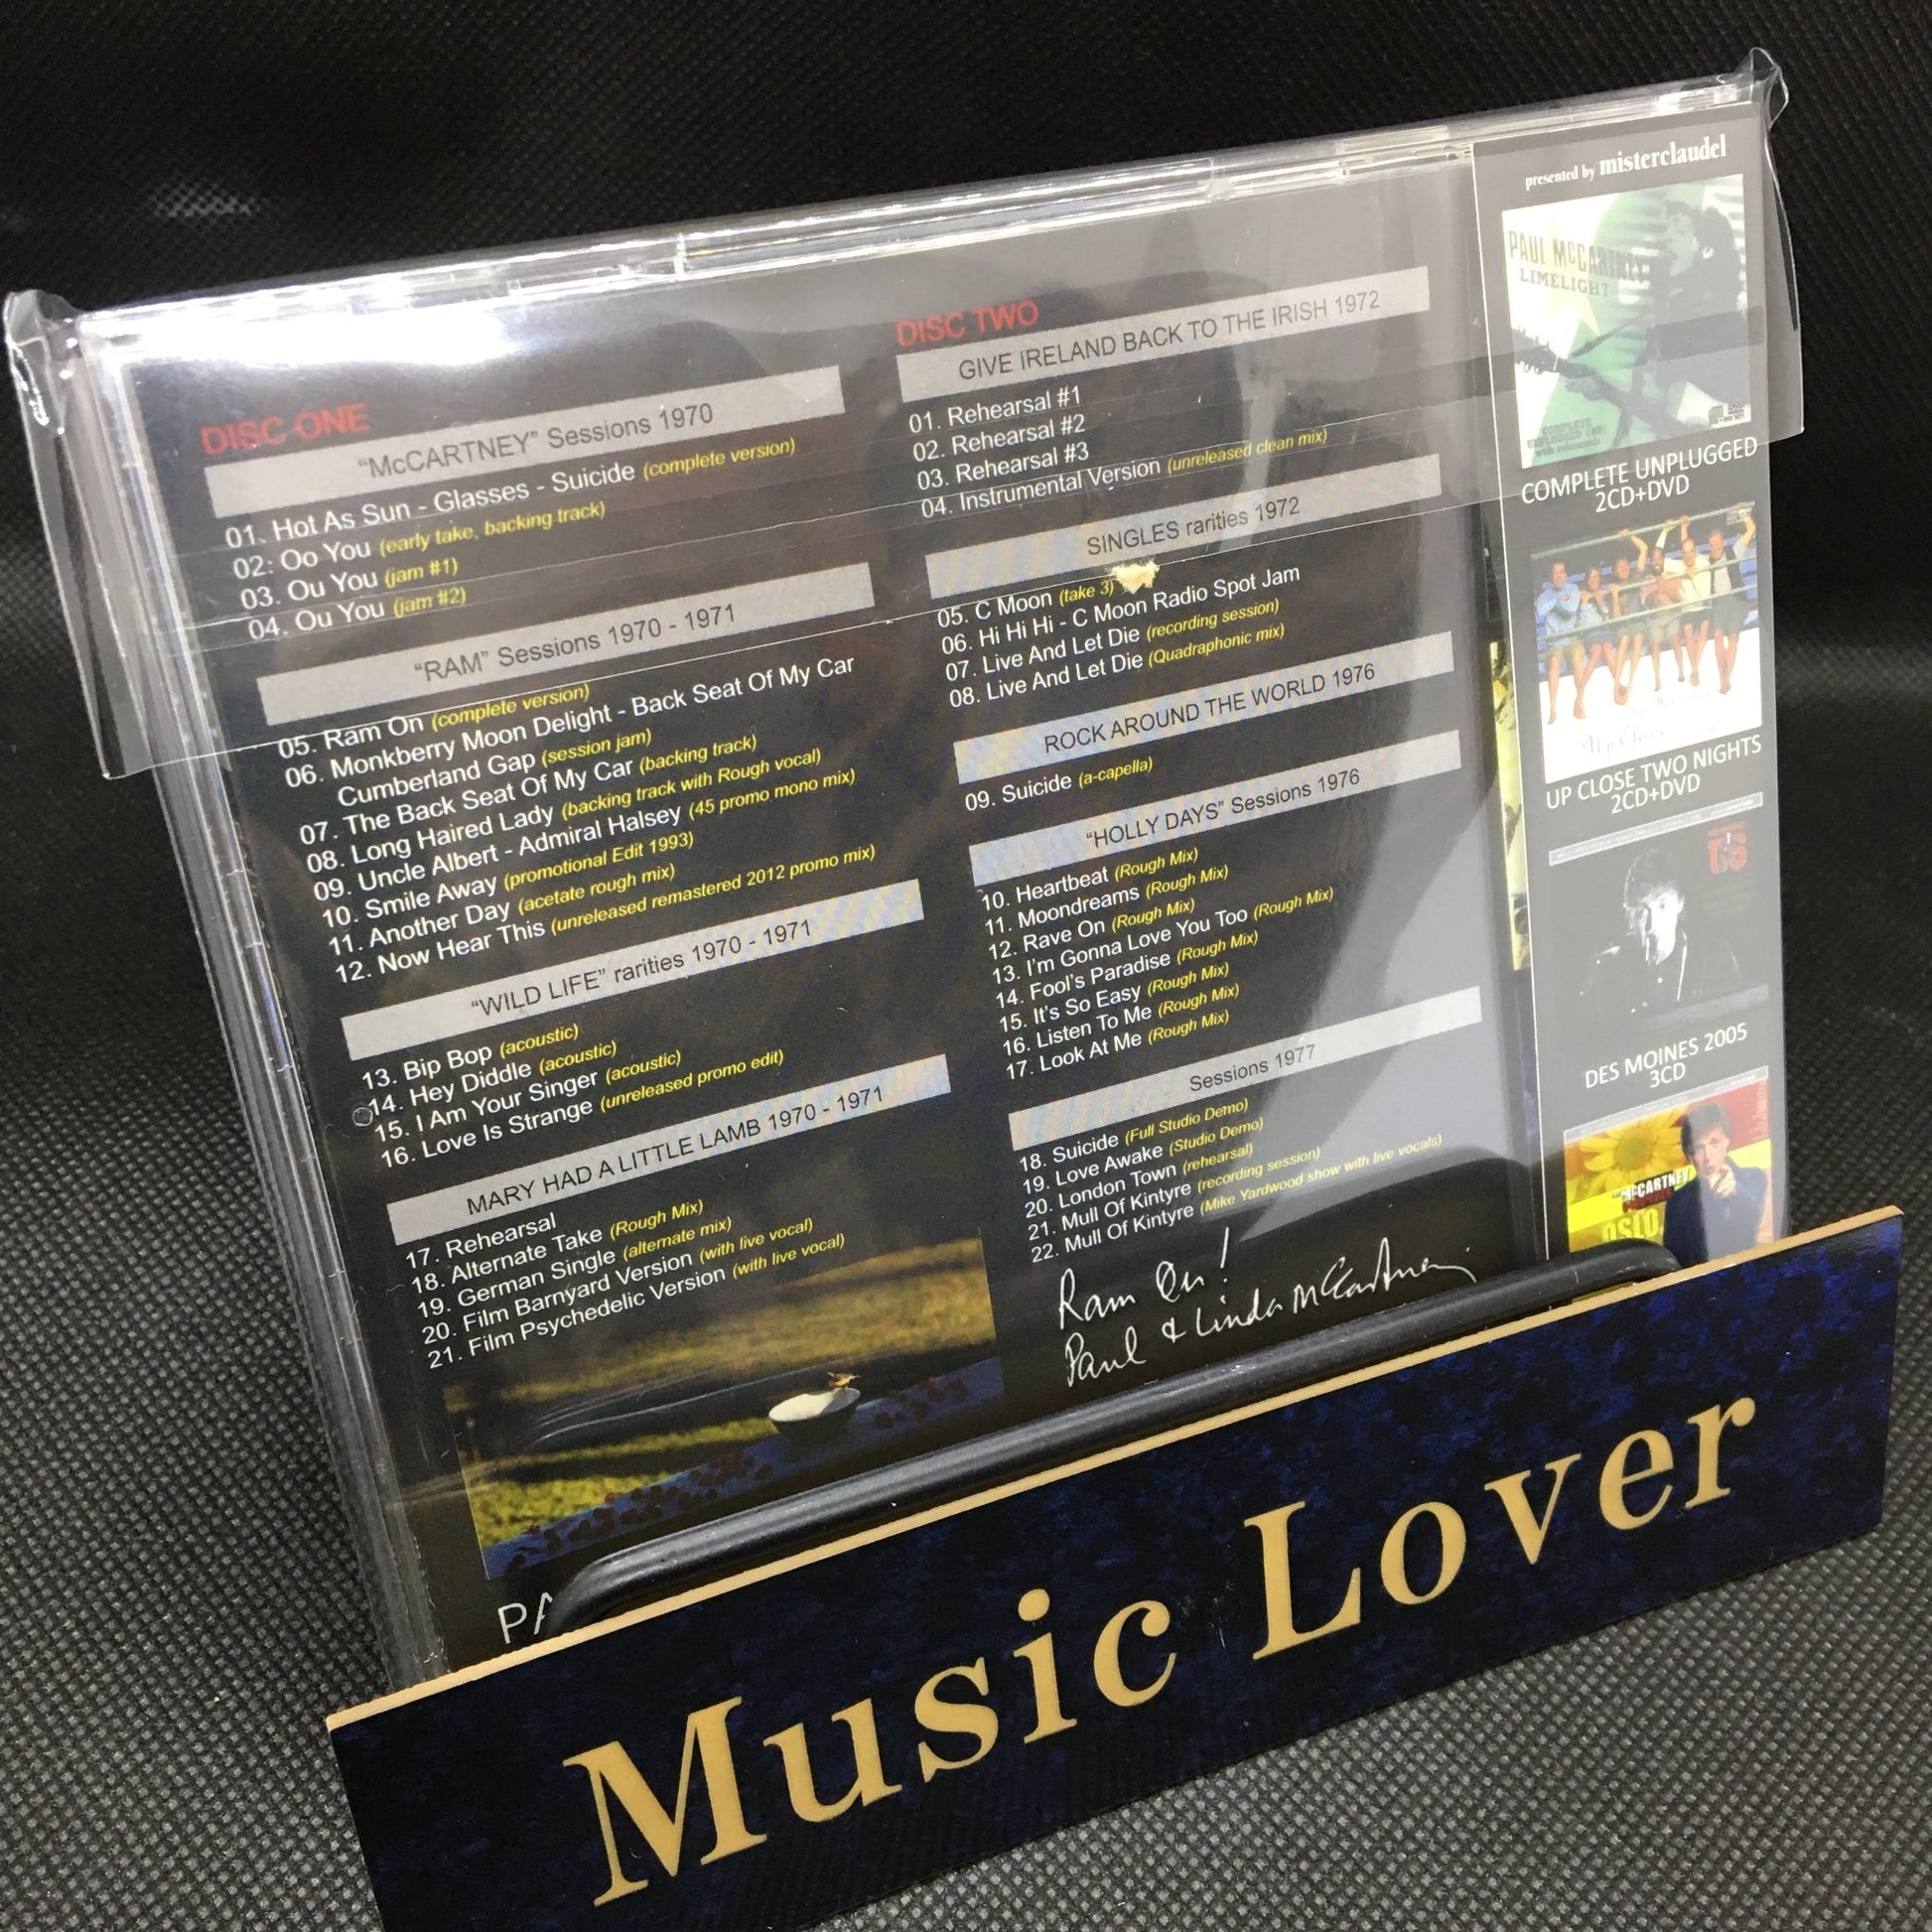 DISC ONE
“McCARTNEY” Sessions 1970
01. Hot As Sun - Glasses - Suicide (complete version)
02. Oo You (early take, backing track)
03. Ou You (jam #1)
04. Ou You (jam #2)
“RAM” Sessions 1970 - 1971
05. Ram On (complete version)
06. Monkberry Moon Delight - Back Seat Of My Car
Cumberland Gap (session jam)
07. The Back Seat Of My Car (backing track)
08. Long Haired Lady (backing track with Rough vocal)
09. Uncle Albert - Admiral Halsey (45 promo mono mix)
10. Smile Away (promotional Edit 1993)
11. Another Day (acetate rough mix)
12. Now Hear This (unreleased remastered 2012 promo mix)
“WILD LIFE” rarities 1970 - 1971
13. Bip Bop (acoustic)
14. Hey Diddle (acoustic)
15. I Am Your Singer (acoustic)
16. Love Is Strange (unreleased promo edit)
MARY HAD A LITTLE LAMB 1970 - 1971
17. Rehearsal
18. Alternate Take (Rough Mix)
19. German Single (alternate mix)
20. Film Barnyard Version (with live vocal)
21. Film Psychedelic Version (with live vocal)
DISC TWO
GIVE IRELAND BACK TO THE IRISH 1972
01. Rehearsal #1
02. Rehearsal #2
03. Rehearsal #3
04. Instrumental Version (unreleased clean mix)
SINGLES rarities 1972
05. C Moon (take 3)
06. Hi Hi Hi - C Moon Radio Spot Jam
07. Live And Let Die (recording session)
08. Live And Let Die (Quadraphonic mix)
ROCK AROUND THE WORLD 1976
09. Suicide (a-capella)
“HOLLY DAYS” Sessions 1976
10. Heartbeat (Rough Mix)
11. Moondreams (Rough Mix)
12. Rave On (Rough Mix)
13. I'm Gonna Love You Too (Rough Mix)
14. Fool's Paradise (Rough Mix)
15. It's So Easy (Rough Mix)
16. Listen To Me (Rough Mix)
17. Look At Me (Rough Mix)
Sessions 1977
18. Suicide (Full Studio Demo)
19. Love Awake (Studio Demo)
20. London Town (rehearsal)
21. Mull Of Kintyre (recording session)
22. Mull Of Kintyre (Mike Yardwood show with live vocals)
Ram On!
Paul & Linda McCartney
PA
presented by misterclaudel
PAUL McCARTNEY
LIMELIGHT
COMPLETE UNPLUGGED
2CD+DVD
UP CLOSE TWO NIGHTS
2CD+DVD
DES MOINES 2005
3CD
McCARTNEY
OSLO
Music Lover